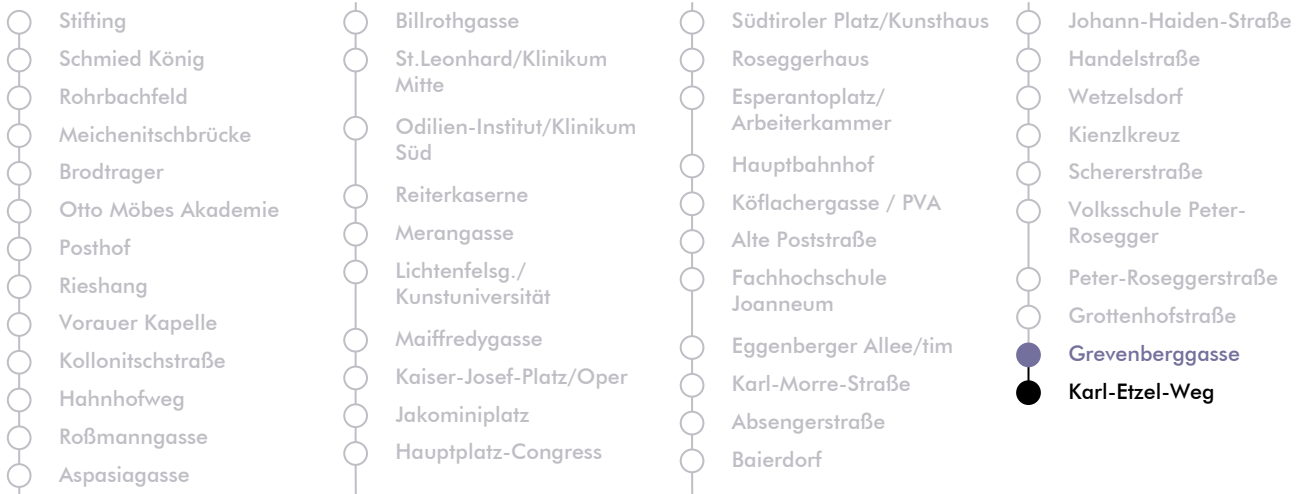 Stifting
Schmied König
Rohrbachfeld
Meichenitschbrücke
Brodtrager
Otto Möbes Akademie
Posthof
Rieshang
Vorauer Kapelle
Kollonitschstraße
Hahnhofweg
Roßmanngasse
Aspasiagasse
Billrothgasse
St.Leonhard/Klinikum
Mitte
Odilien-Institut/Klinikum
Süd
Reiterkaserne
Merangasse
Lichtenfelsg./
Kunstuniversität
Maiffredygasse
Kaiser-Josef-Platz/Oper
Jakominiplatz
Hauptplatz-Congress
Südtiroler Platz/Kunsthaus
Roseggerhaus
Esperantoplatz/
Arbeiterkammer
Hauptbahnhof
Köflachergasse / PVA
Alte Poststraße
Fachhochschule
Joanneum
Eggenberger Allee/tim
Karl-Morre-Straße
Absengerstraße
Baierdorf
Johann-Haiden-Straße
Handelstraße
Wetzelsdorf
Kienzlkreuz
Schererstraße
Volksschule Peter-
Rosegger
Peter-Roseggerstraße
Grottenhofstraße
Grevenberggasse
Karl-Etzel-Weg